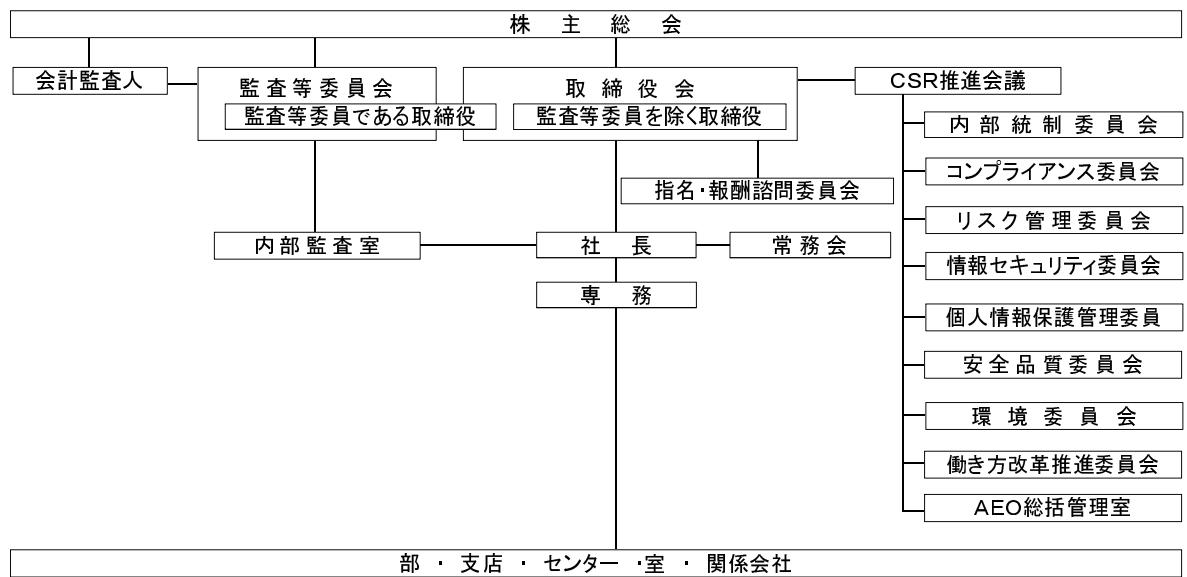 株 主 総 会
会計監査人
監査等委員会
監査等委員である取締役
取 締 役 会
監査等委員を除く取締役
CSR推進会議
内部統制委員会
コンプライアンス委員会
リスク管理委員会
情報セキュリティ委員会
個人情報保護管理委員
安全品質委員会
環境委員会
働き方改革推進委員会
AEO総括管理室
指名・報酬諮問委員会
内部監査室
社 長
常務会
専 務
部 ・ 支店 ・ センター ・室 ・ 関係会社